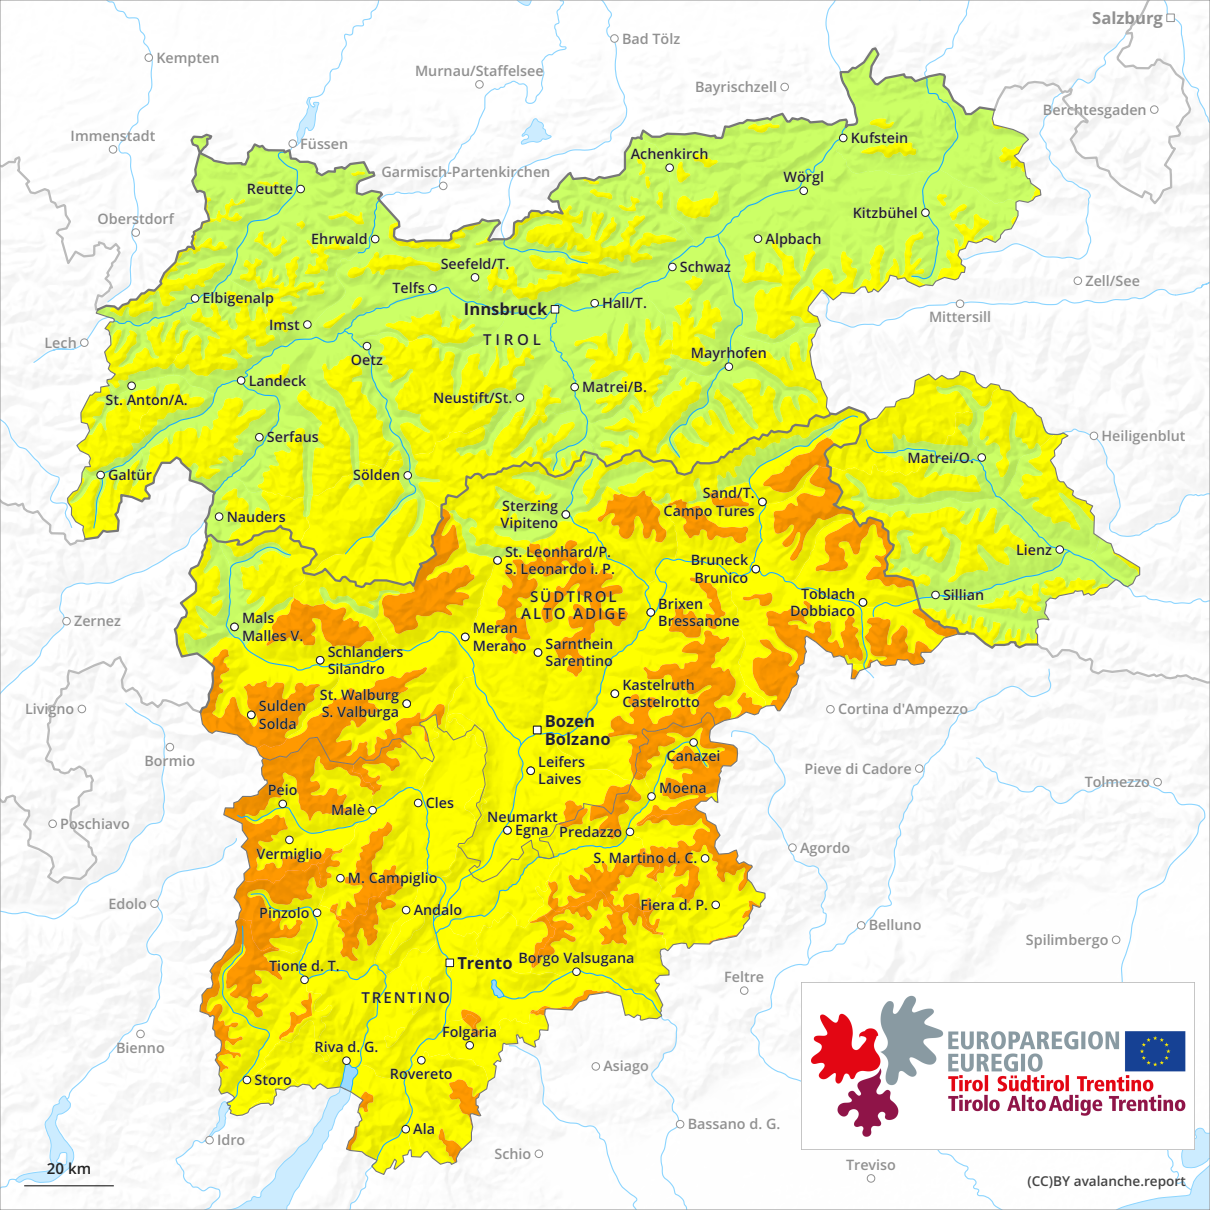 Salzburg
Bad Tölz
Kempten
Murnau/Staffelsee
Bayrischzell
Berchtesgaden
Immenstadt
Füssen
Kufstein
Achenkirch
Garmisch-Partenkirchen
Wörgl
Reutte
Oberstdorf
Kitzbühel
Ehrwald
Alpbach
Seefeld/T.
Schwaz
Zell/See
Telfs
Elbigenalp
Hall/T.
Innsbruck
Mittersill
Imst
TIROL
Lech
Oetz
Mayrhofen
Landeck
Matrei/B.
St. Anton/A.
Neustift/St.
Serfaus
Heiligenblut
Matrei/O.
Galtür
Sölden
Sand/T.
Campo Tures
Sterzing
Vipiteno
Nauders
St. Leonhard/P.
S. Leonardo i. P.
Lienz
Bruneck
Brunico
SÜDTIROL
ALTO ADIGE
Toblach
Dobbiaco
Sillian
Brixen
Bressanone
Zernez
Mals
Malles V.
Meran
Merano
Sarnthein
Sarentino
Schlanders
Silandro
Kastelruth
Castelrotto
St. Walburg
S. Valburga
Livigno
Sulden
Solda
Cortina d'Ampezzo
Bozen
Bolzano
Bormio
Canazei
Leifers
Laives
Pieve di Cadore
Tolmezzo
Peio
Moena
Malè
Cles
Neumarkt
Egna
Poschiavo
Predazzo
Vermiglio
Agordo
S. Martino d. C.
M. Campiglio
Edolo
Pinzolo
Andalo
Fiera d. P.
Belluno
Spilimbergo
Trento
Borgo Valsugana
Tione d. T.
Feltre
TRENTINO
Folgaria
Bienno
Riva d. G.
Rovereto
Asiago
Storo
EUROPAREGION
EUREGIO
Tirol Südtirol Trentino
Tirolo Alto Adige Trentino
Ala
Bassano d. G.
Idro
Schio
Treviso
20 km
(CC)BY avalanche.report